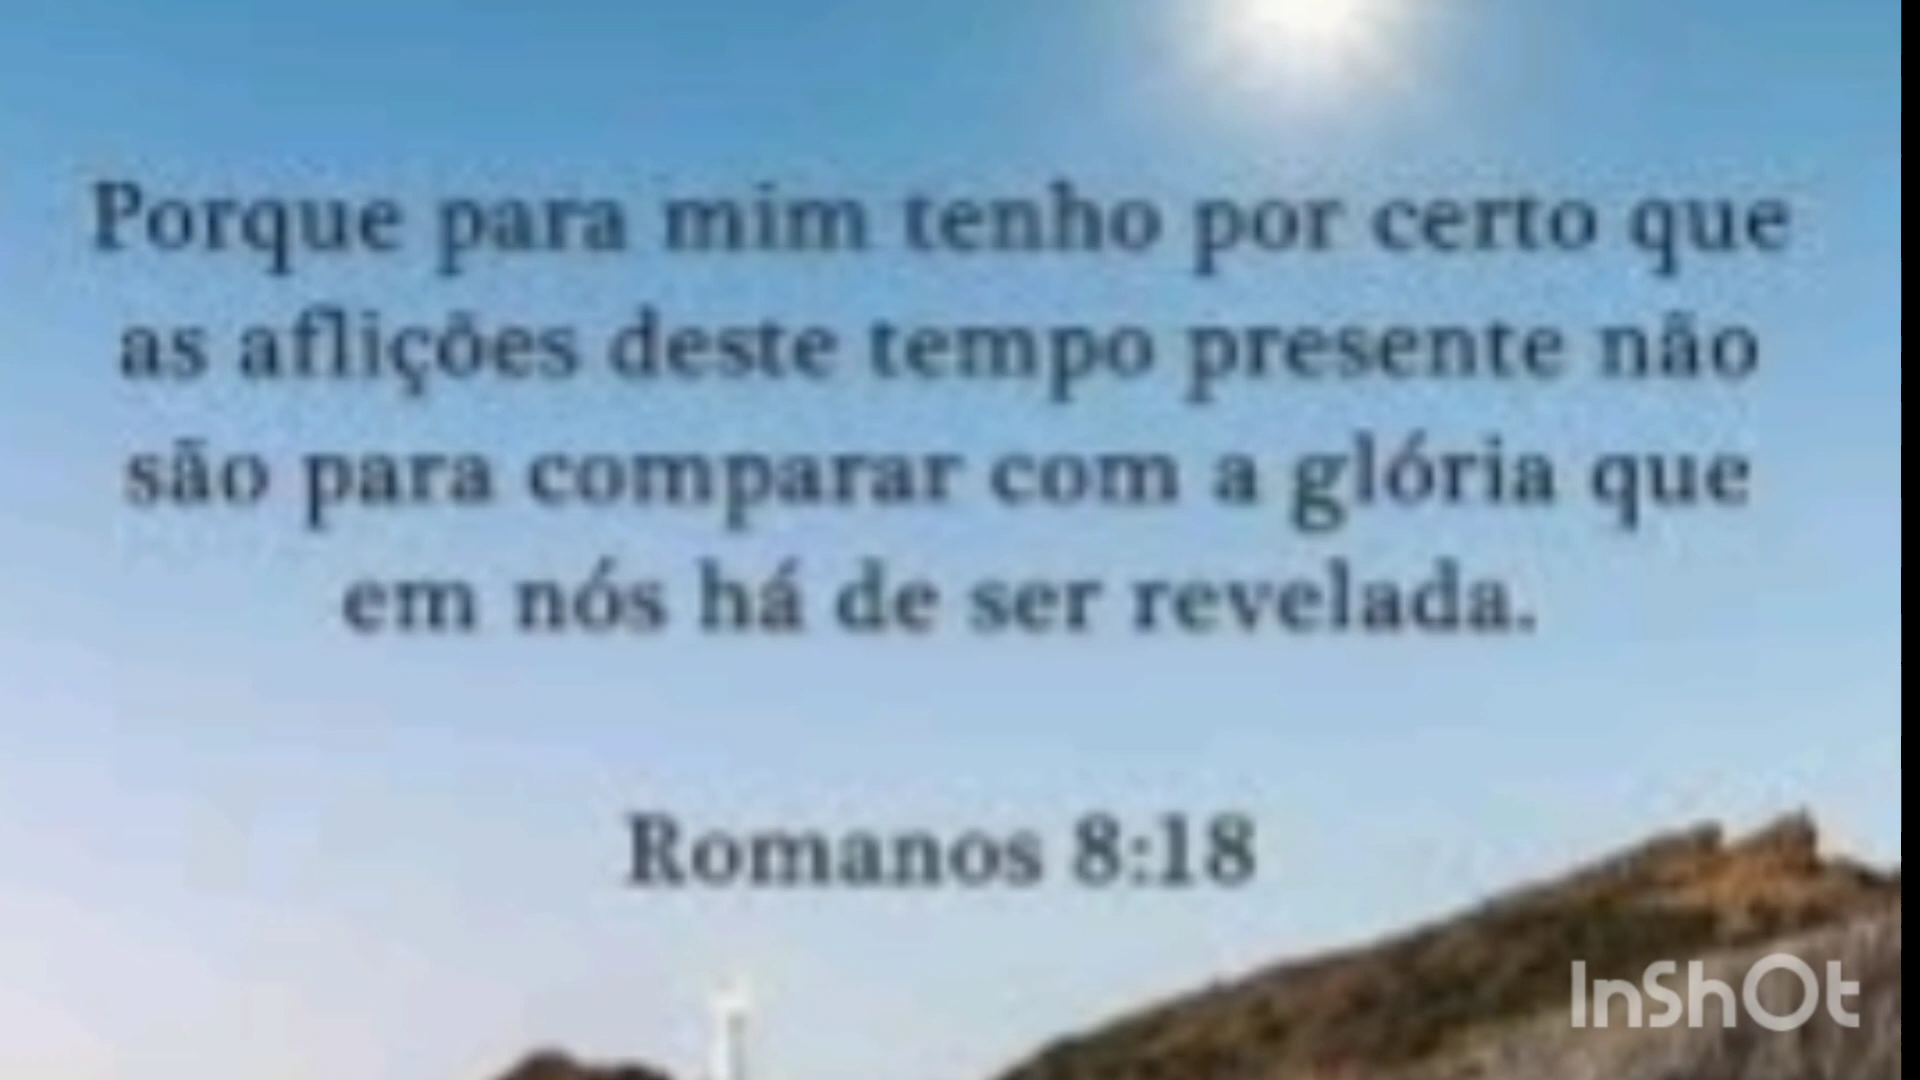 Porque para mim tenho por certo que
as aflições deste tempo presente não
são para comparar com a glória que
em nós há de ser revelada.
Romanos 8:18
InShOt